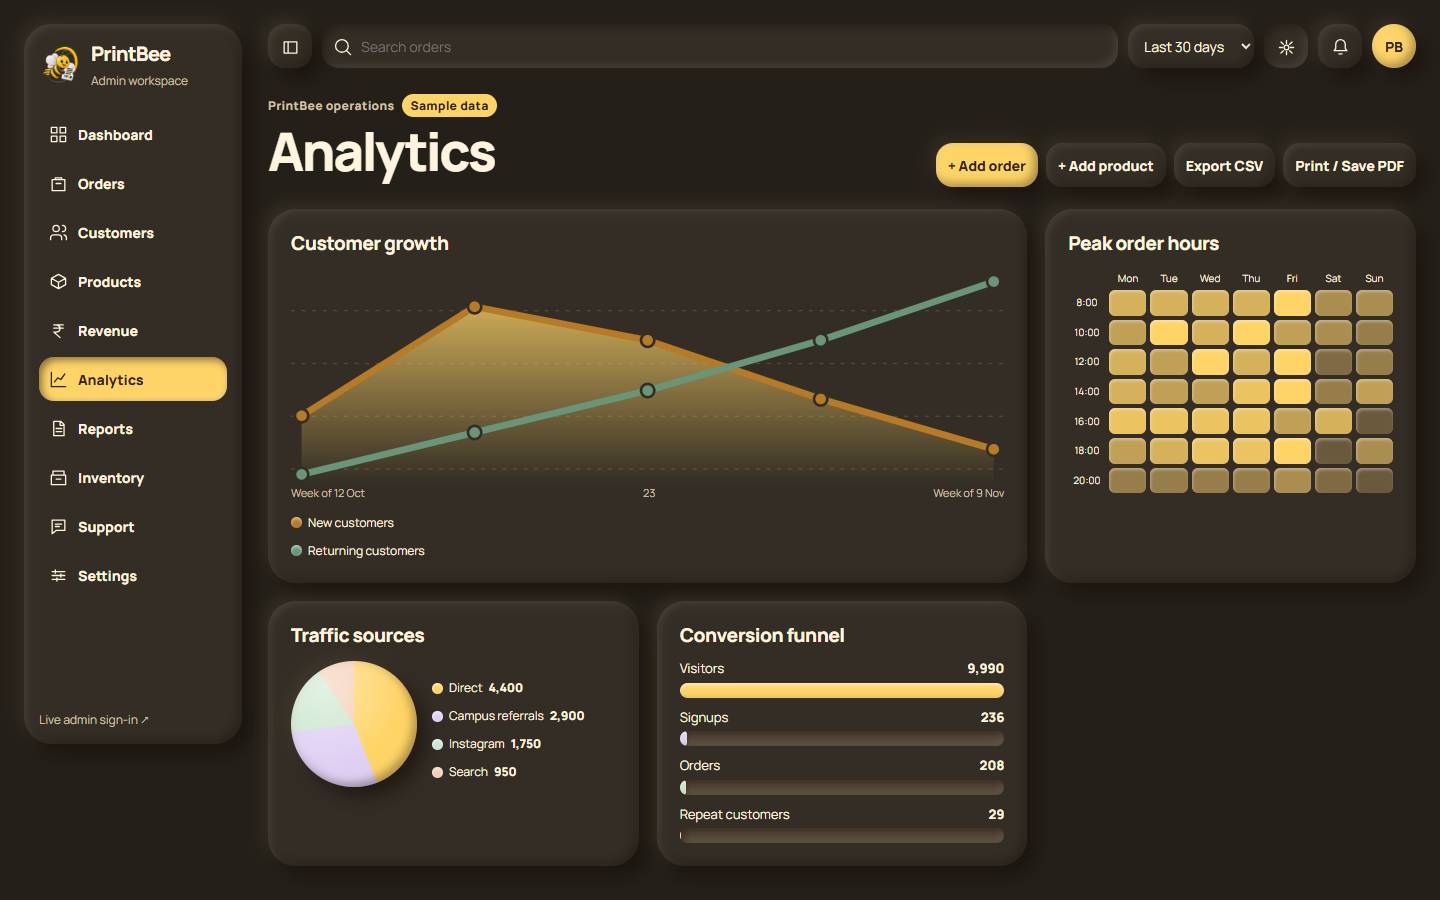 PrintBee
Admin workspace
Dashboard
Orders
Customers
Products
Revenue
Analytics
Reports
Inventory
Support
Settings
Live admin sign-in ↗
Search orders
Last 30 days
PB
PrintBee operations
Sample data
Analytics
+ Add order
+ Add product
Export CSV
Print / Save PDF
Customer growth
Week of 12 Oct
23
Week of 9 Nov
New customers
Returning customers
Peak order hours
Mon Tue Wed Thu Fri Sat Sun
8:00
10:00
12:00
14:00
16:00
18:00
20:00
Traffic sources
Direct 4,400
Campus referrals 2,900
Instagram 1,750
Search 950
Conversion funnel
Visitors 9,990
Signups 236
Orders 208
Repeat customers 29